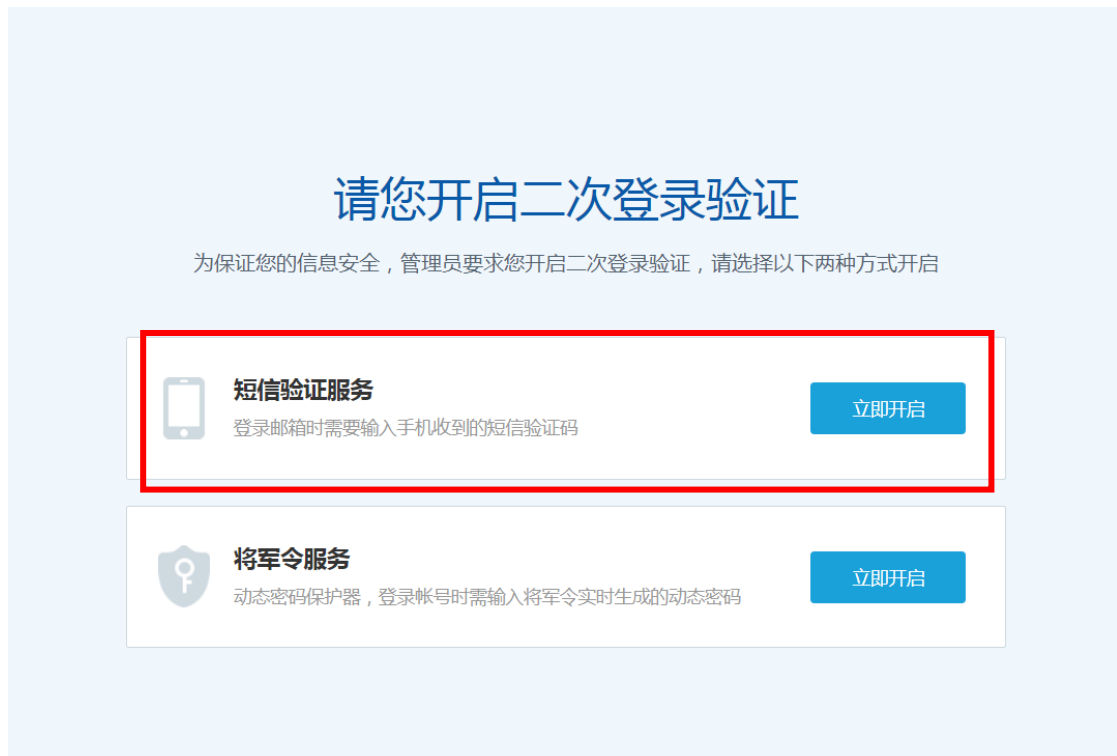 请您开启二次登录验证
为保证您的信息安全，管理员要求您开启二次登录验证，请选择以下两种方式开启
短信验证服务
登录邮箱时需要输入手机收到的短信验证码
立即开启
将军令服务
动态密码保护器，登录帐号时需输入将军令实时生成的动态密码
立即开启